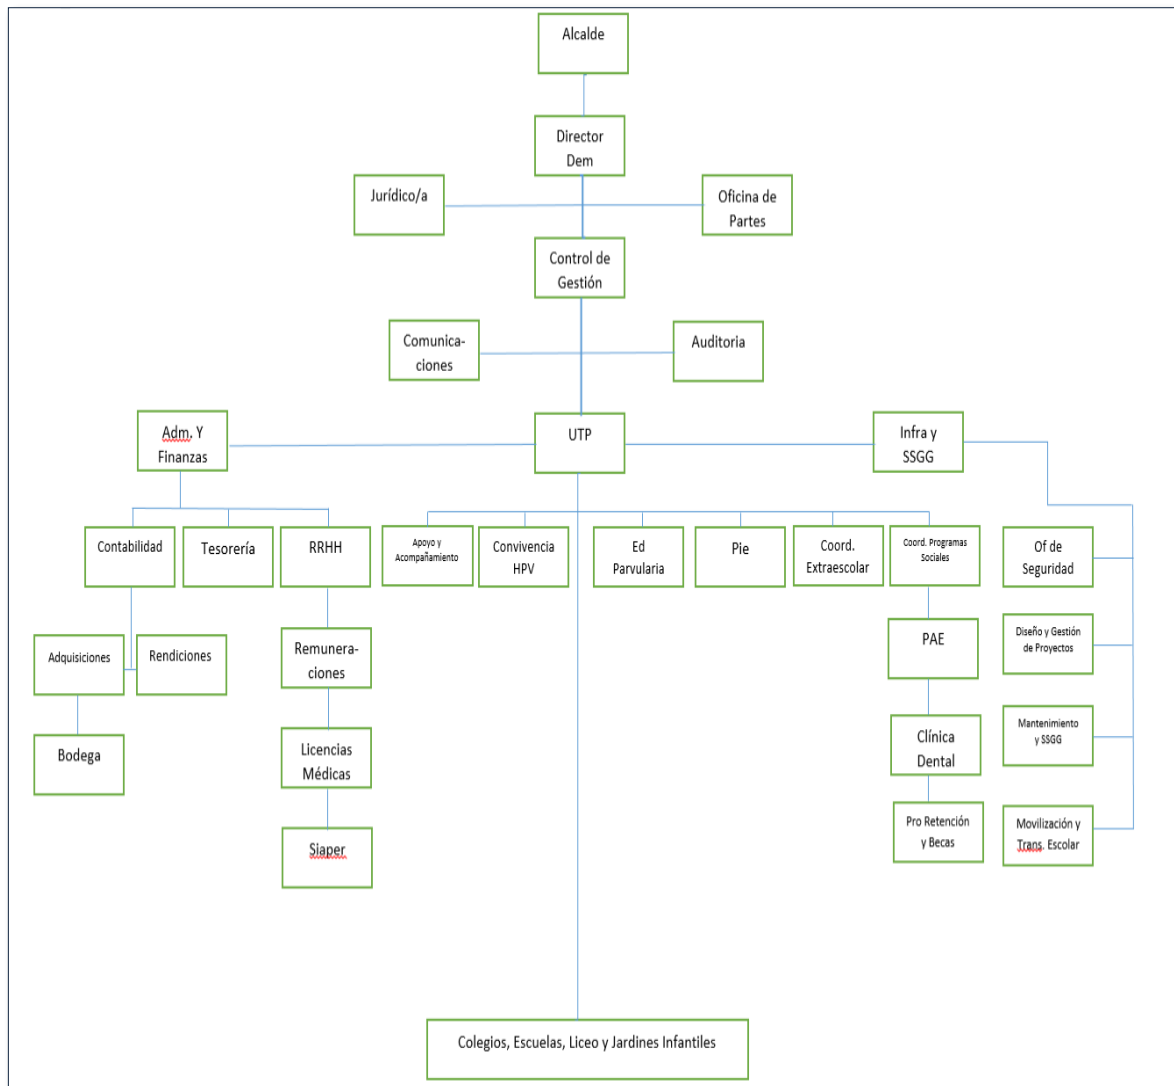 Alcalde
Director
Dem
Jurídico/a
Oficina de
Partes
Control de
Gestión
Comunica-
ciones
Auditoria
Adm. Y
Finanzas
UTP
Infra y
SSGG
Contabilidad
Tesorería
RRHH
Apoyo y
Acompañamiento
Convivencia
HPV
Ed
Parvularia
Pie
Coord.
Extraescolar
Coord. Programas
Sociales
Of de
Seguridad
Adquisiciones
Rendiciones
Remunera-
ciones
PAE
Diseño y Gestión
de Proyectos
Bodega
Licencias
Médicas
Clínica
Dental
Mantenimiento
y SSGG
Siaper
Pro Retención
y Becas
Movilización y
Trans. Escolar
Colegios, Escuelas, Liceo y Jardines Infantiles